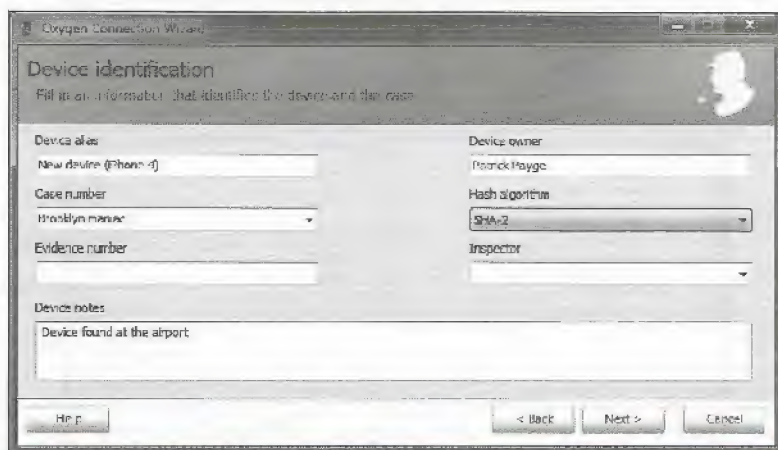 Oxygen Connection Wizard
Device identification
Fill in an information that identifies the device and the case
Device alias
New device (iPhone 4)
Device owner
Patrick Payge
Case number
Brooklyn maniac
Hash algorithm
SHA-2
Evidence number
Inspector
Device notes
Device found at the airport
Help
< Back
Next >
Cancel